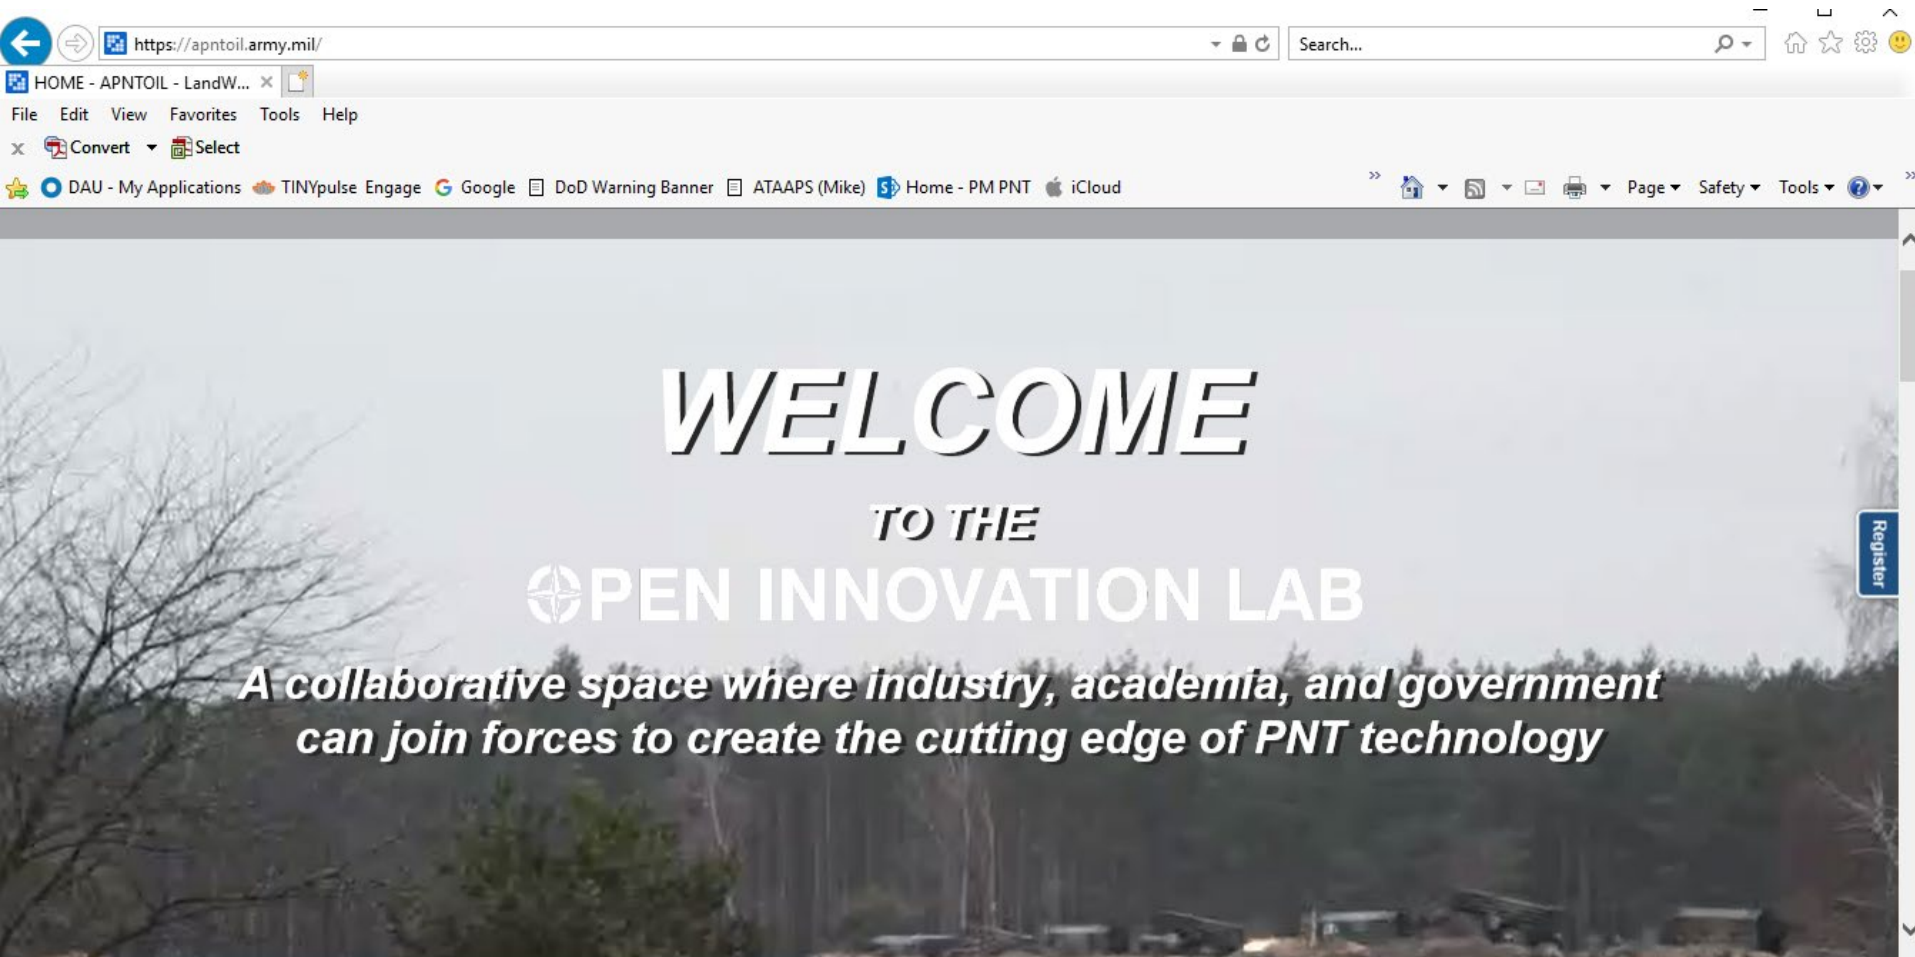 https://apntoil.army.mil/
Search...
HOME - APNTOIL - LandW...
File Edit View Favorites Tools Help
x Convert Select
DAU - My Applications TINYpulse Engage Google DoD Warning Banner ATAAPS (Mike) Home - PM PNT iCloud » Page Safety Tools »
WELCOME
TO THE
OPEN INNOVATION LAB
Register
A collaborative space where industry, academia, and government
can join forces to create the cutting edge of PNT technology